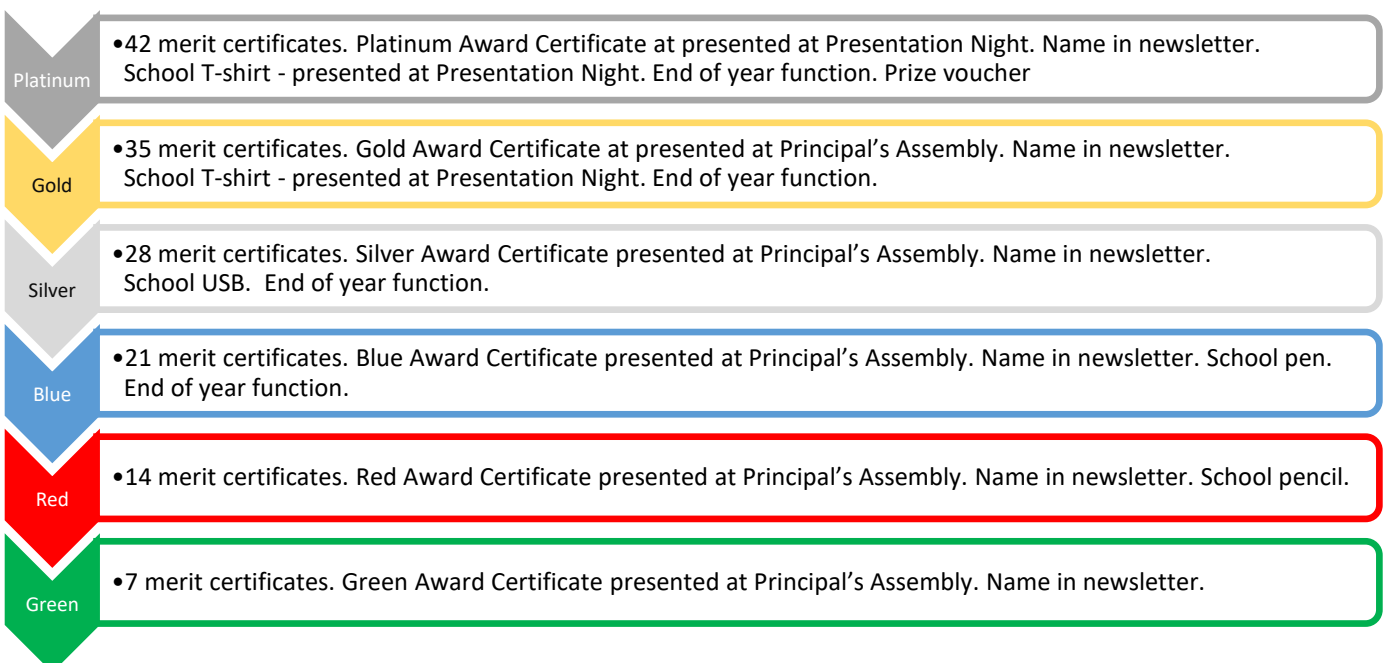 Platinum
•42 merit certificates. Platinum Award Certificate at presented at Presentation Night. Name in newsletter.
School T-shirt - presented at Presentation Night. End of year function. Prize voucher
Gold
•35 merit certificates. Gold Award Certificate at presented at Principal’s Assembly. Name in newsletter.
School T-shirt - presented at Presentation Night. End of year function.
Silver
•28 merit certificates. Silver Award Certificate presented at Principal’s Assembly. Name in newsletter.
School USB.  End of year function.
Blue
•21 merit certificates. Blue Award Certificate presented at Principal’s Assembly. Name in newsletter. School pen.
End of year function.
Red
•14 merit certificates. Red Award Certificate presented at Principal’s Assembly. Name in newsletter. School pencil.
Green
•7 merit certificates. Green Award Certificate presented at Principal’s Assembly. Name in newsletter.